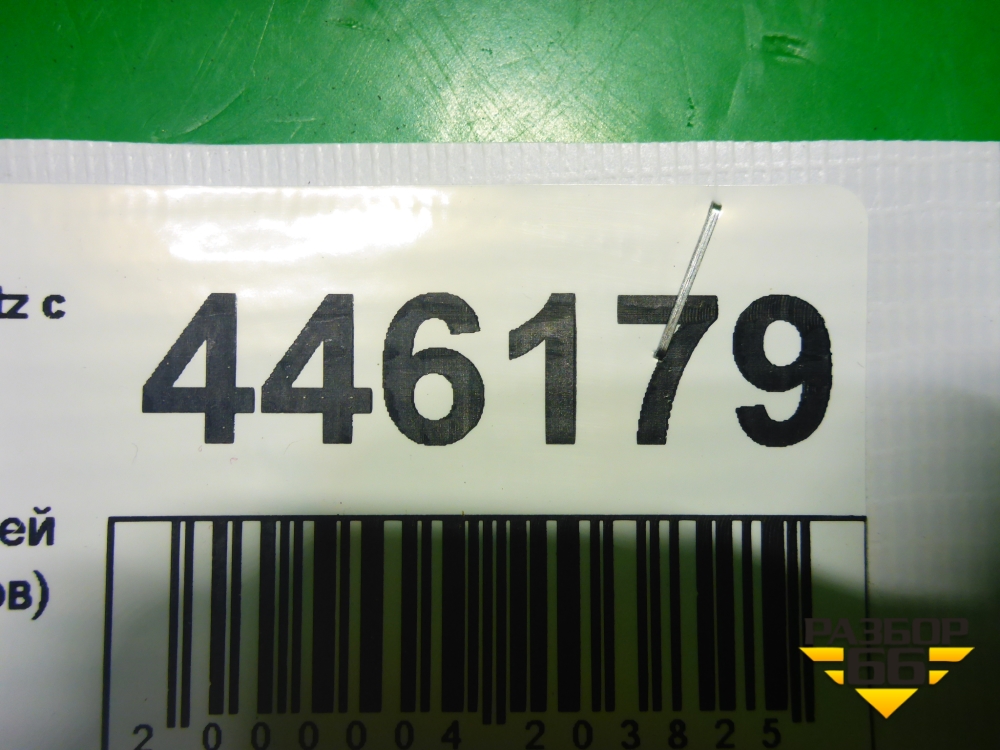 tz с
446179
ей
ов)
2 000004 203825
РАЗБОР
66